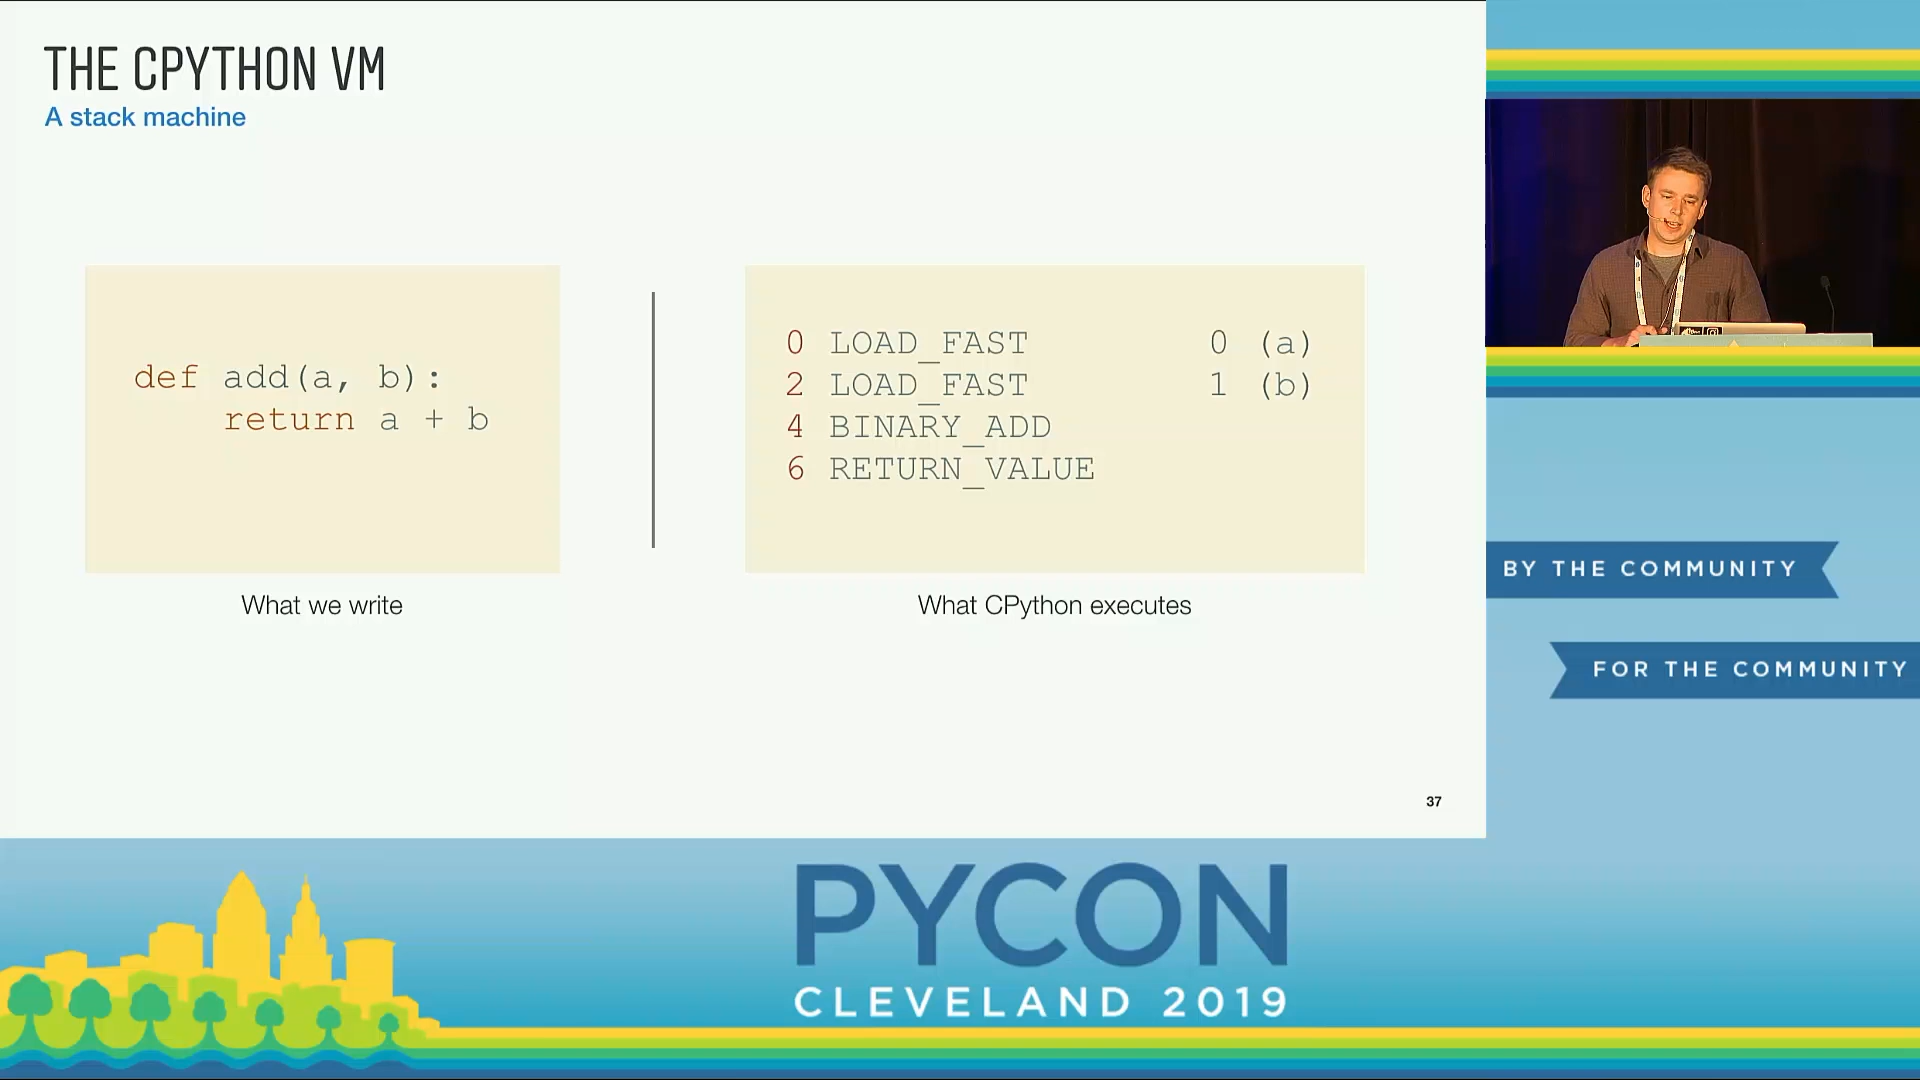 THE CPYTHON VM
A stack machine
def add(a, b):
    return a + b
What we write
0 LOAD_FAST 0 (a)
2 LOAD_FAST 1 (b)
4 BINARY_ADD
6 RETURN_VALUE
What CPython executes
37
BY THE COMMUNITY
FOR THE COMMUNITY
PYCON
CLEVELAND 2019